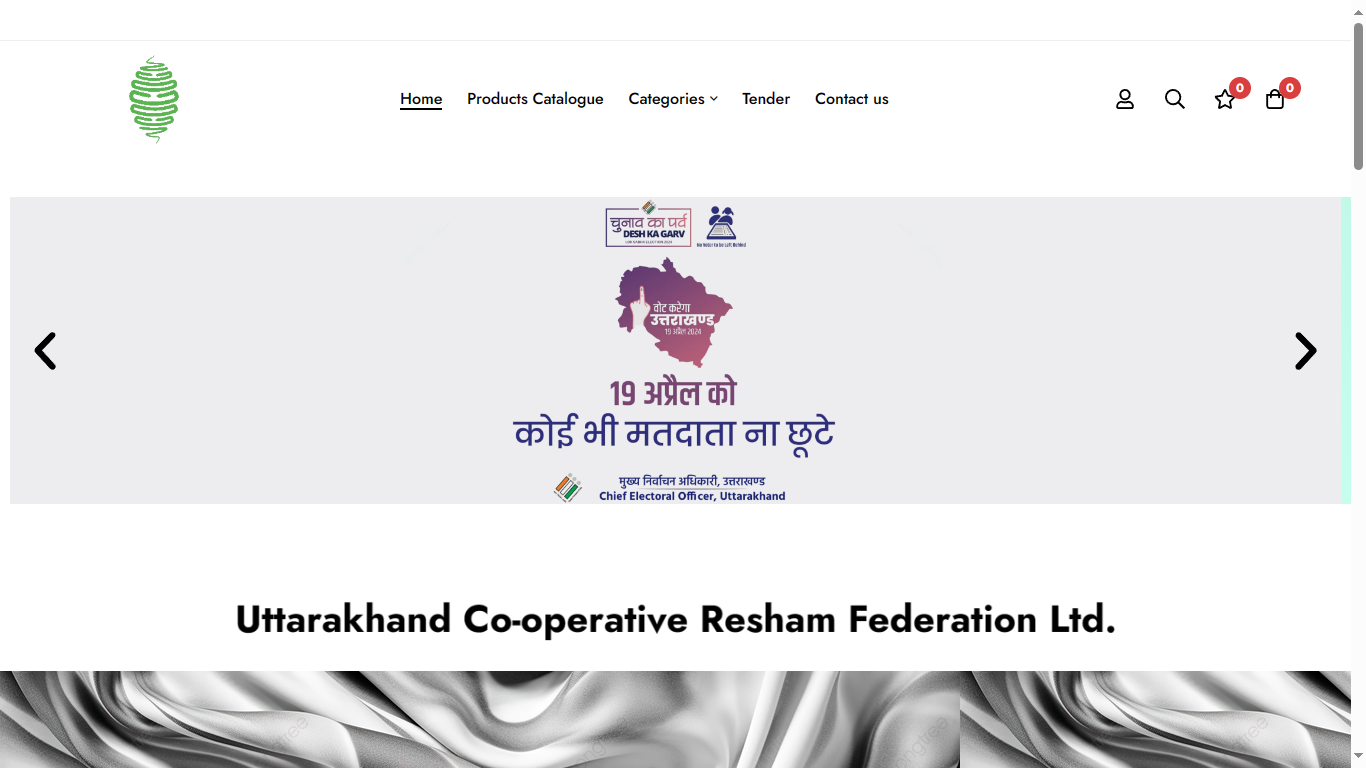 Home Products Catalogue Categories Tender Contact us
0 0
चुनाव का पर्व
DESH KA GARV
LOK SABHA ELECTION 2024
No Voter to be Left Behind
वोट करेगा
उत्तराखण्ड
19 अप्रैल 2024
19 अप्रैल को
कोई भी मतदाता ना छूटे
मुख्य निर्वाचन अधिकारी, उत्तराखण्ड
Chief Electoral Officer, Uttarakhand
Uttarakhand Co-operative Resham Federation Ltd.